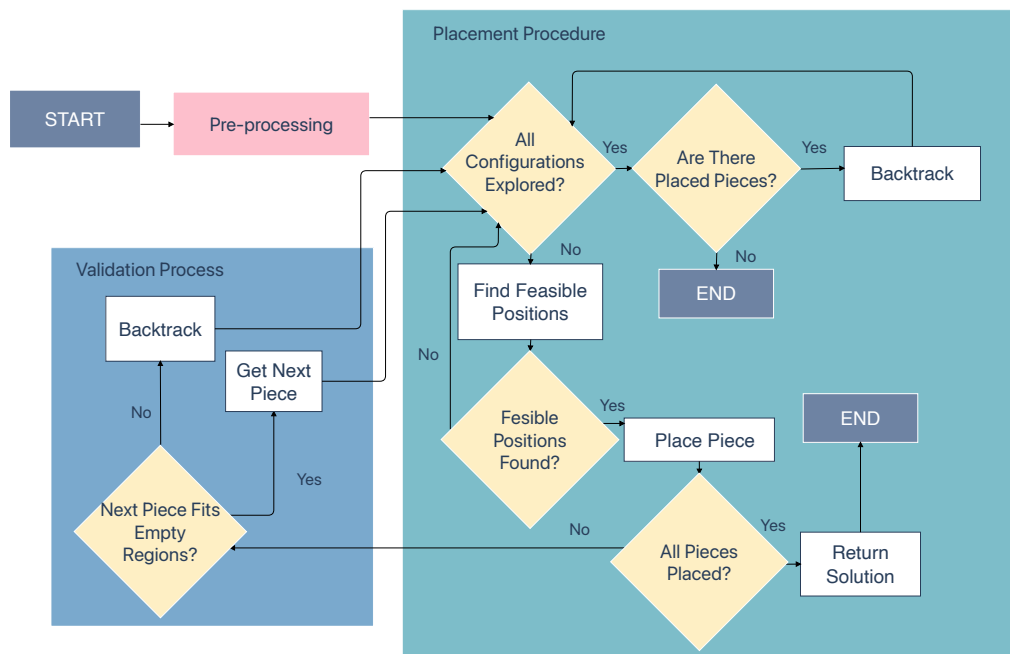 Placement Procedure
START
Pre-processing
All
Configurations
Explored?
Yes
Are There
Placed Pieces?
Yes
Backtrack
No
No
END
Find Feasible
Positions
Validation Process
Backtrack
Get Next
Piece
No
No
Yes
Fesible
Positions
Found?
Yes
Place Piece
END
Next Piece Fits
Empty
Regions?
No
All Pieces
Placed?
Yes
Return
Solution